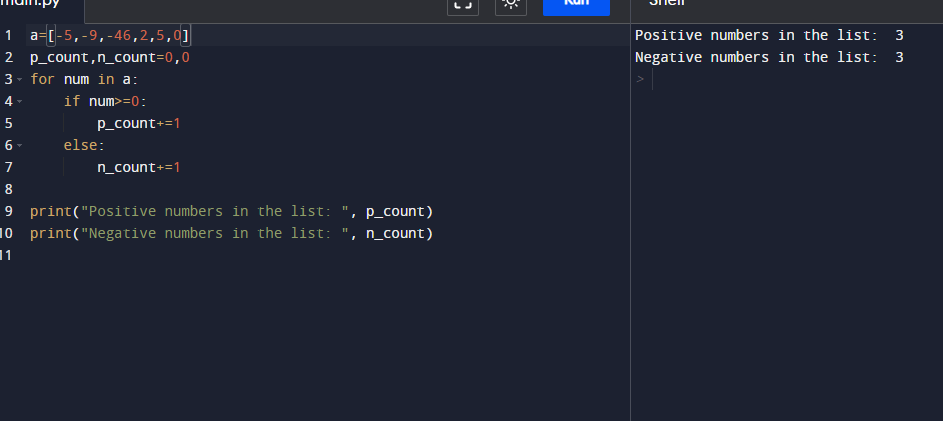 main.py
Run
Shell
1 a=[-5,-9,-46,2,5,0]
2 p_count,n_count=0,0
3 for num in a:
4 if num>=0:
5 p_count+=1
6 else:
7 n_count+=1
8
9 print("Positive numbers in the list: ", p_count)
10 print("Negative numbers in the list: ", n_count)
11
Positive numbers in the list:  3
Negative numbers in the list:  3
>